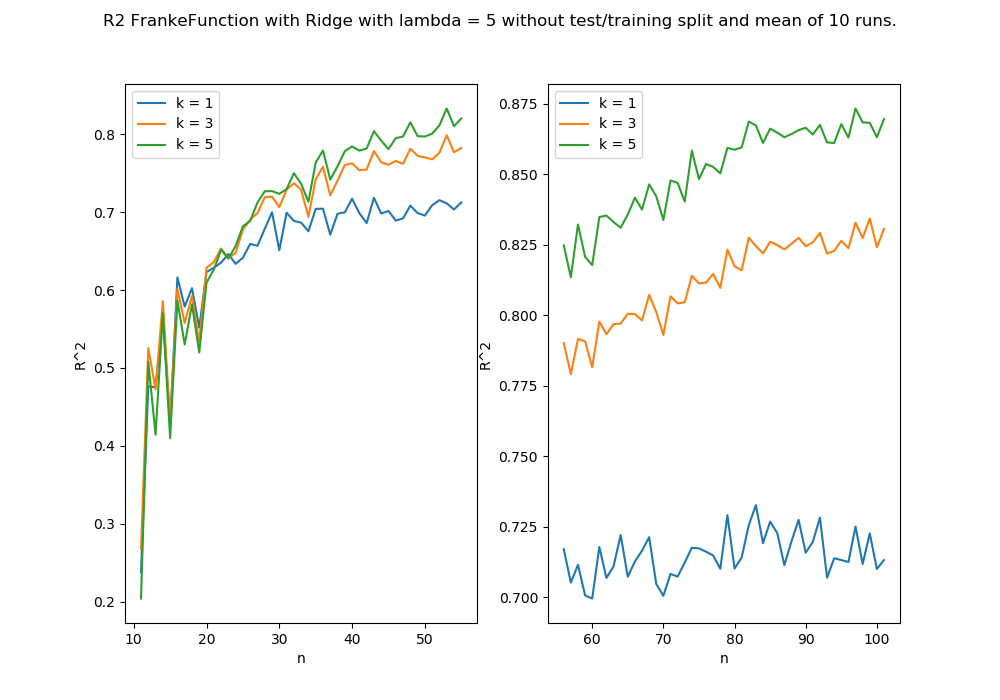 R2 FrankeFunction with Ridge with lambda = 5 without test/training split and mean of 10 runs.
k = 1
k = 3
k = 5
0.8
0.7
0.6
0.5
0.4
0.3
0.2
R^2
10 20 30 40 50
n
k = 1
k = 3
k = 5
0.875
0.850
0.825
0.800
0.775
0.750
0.725
0.700
R^2
60 70 80 90 100
n